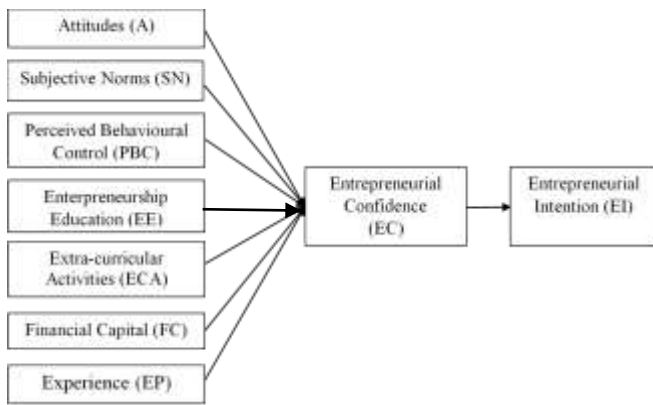 Attitudes (A)
Subjective Norms (SN)
Perceived Behavioural
Control (PBC)
Enterpreneurship
Education (EE)
Extra-curricular
Activities (ECA)
Financial Capital (FC)
Experience (EP)
Entrepreneurial
Confidence
(EC)
Entrepreneurial
Intention (EI)